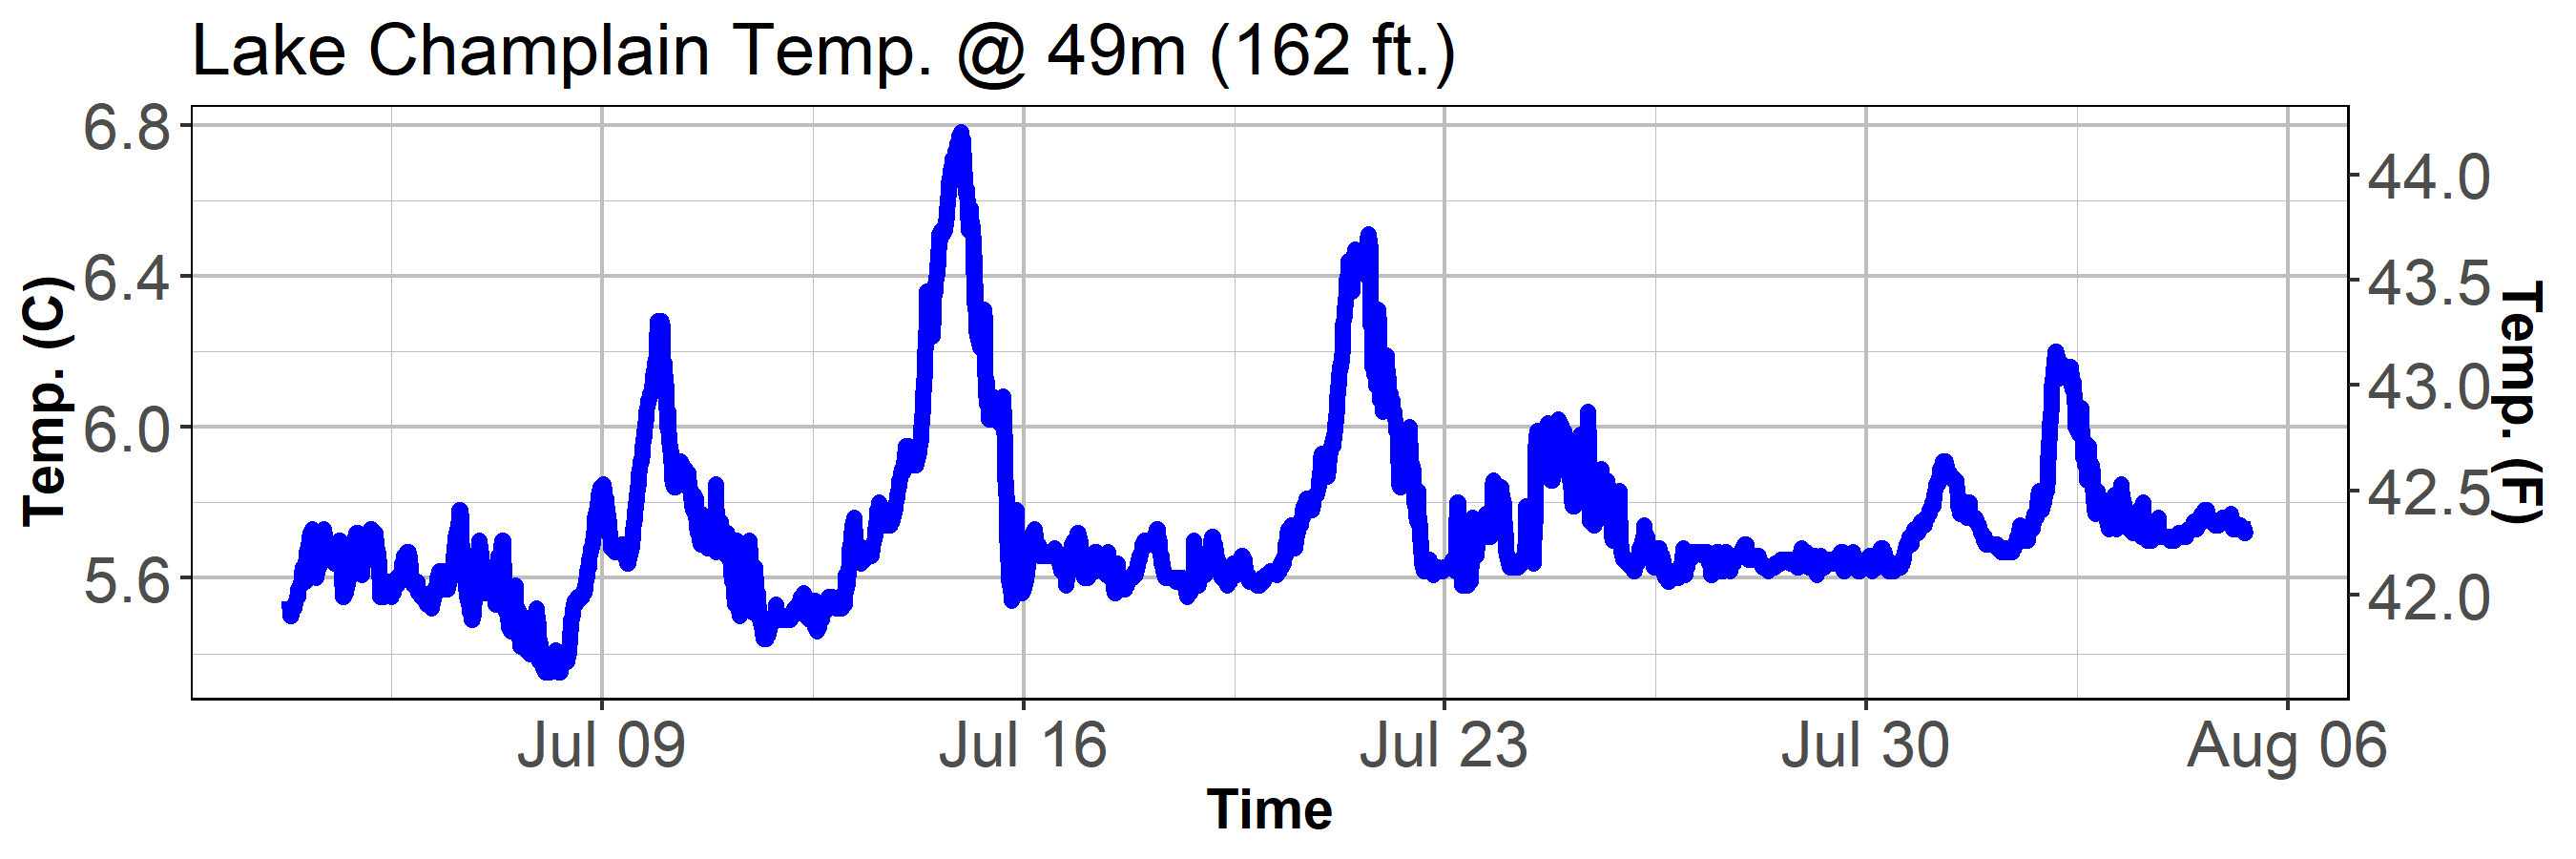 Lake Champlain Temp. @ 49m (162 ft.)
Temp. (C)
6.8
6.4
6.0
5.6
44.0
43.5
43.0
42.5
42.0
Temp. (F)
Jul 09 Jul 16 Jul 23 Jul 30 Aug 06
Time